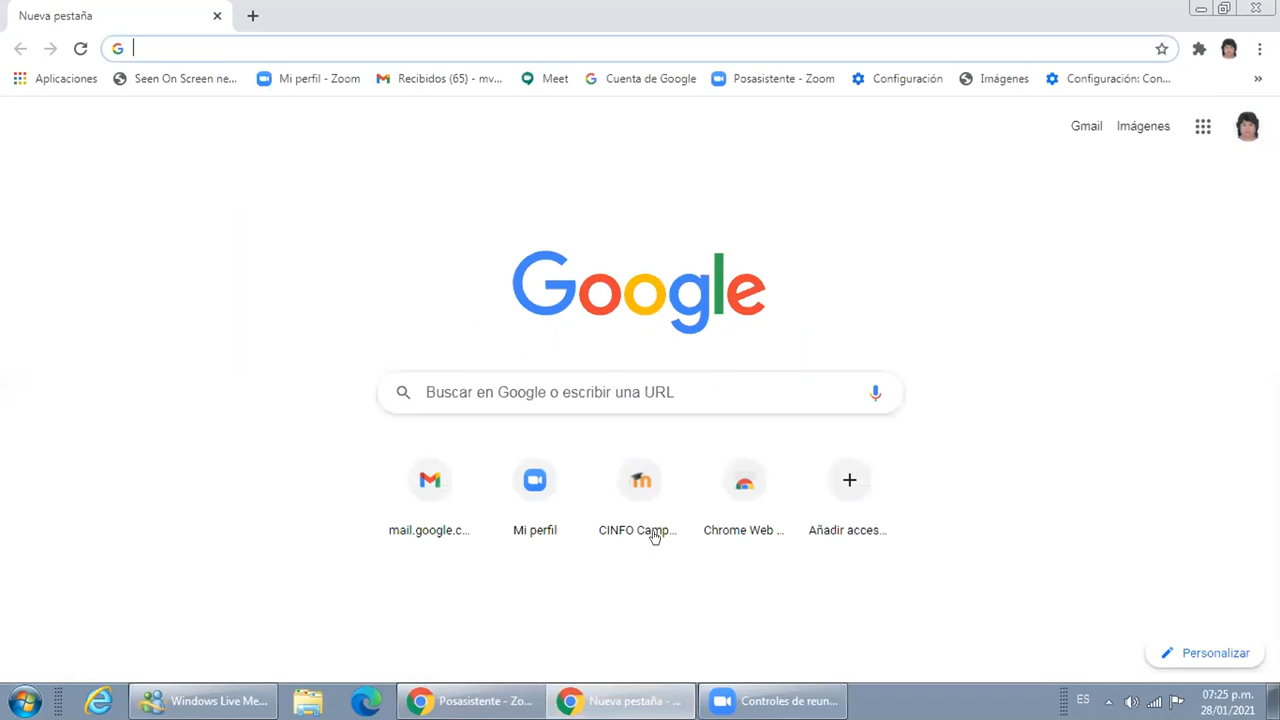 Nueva pestaña
Aplicaciones Seen On Screen ne... Mi perfil - Zoom Recibidos (65) - mv... Meet Cuenta de Google Posasistente - Zoom Configuración Imágenes Configuración: Con... »
Gmail Imágenes
Google
Buscar en Google o escribir una URL
mail.google.c... Mi perfil CINFO Camp... Chrome Web ... Añadir acces...
Personalizar
Windows Live Me... Posasistente - Zo... Nueva pestaña - ... Controles de reun... ES 07:25 p.m.
28/01/2021